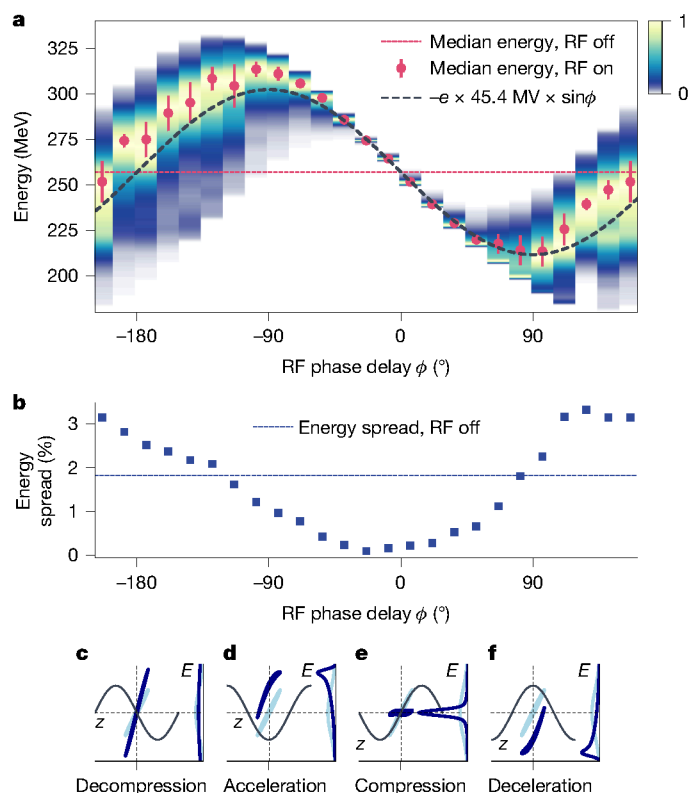 a
Median energy, RF off
Median energy, RF on
–e × 45.4 MV × sinϕ
1
0
Energy (MeV)
325
300
275
250
225
200
–180
–90
0
90
RF phase delay ϕ (°)
b
Energy spread, RF off
Energy
spread (%)
3
2
1
0
–180
–90
0
90
RF phase delay ϕ (°)
c
E
z
Decompression
d
E
z
Acceleration
e
E
z
Compression
f
E
z
Deceleration